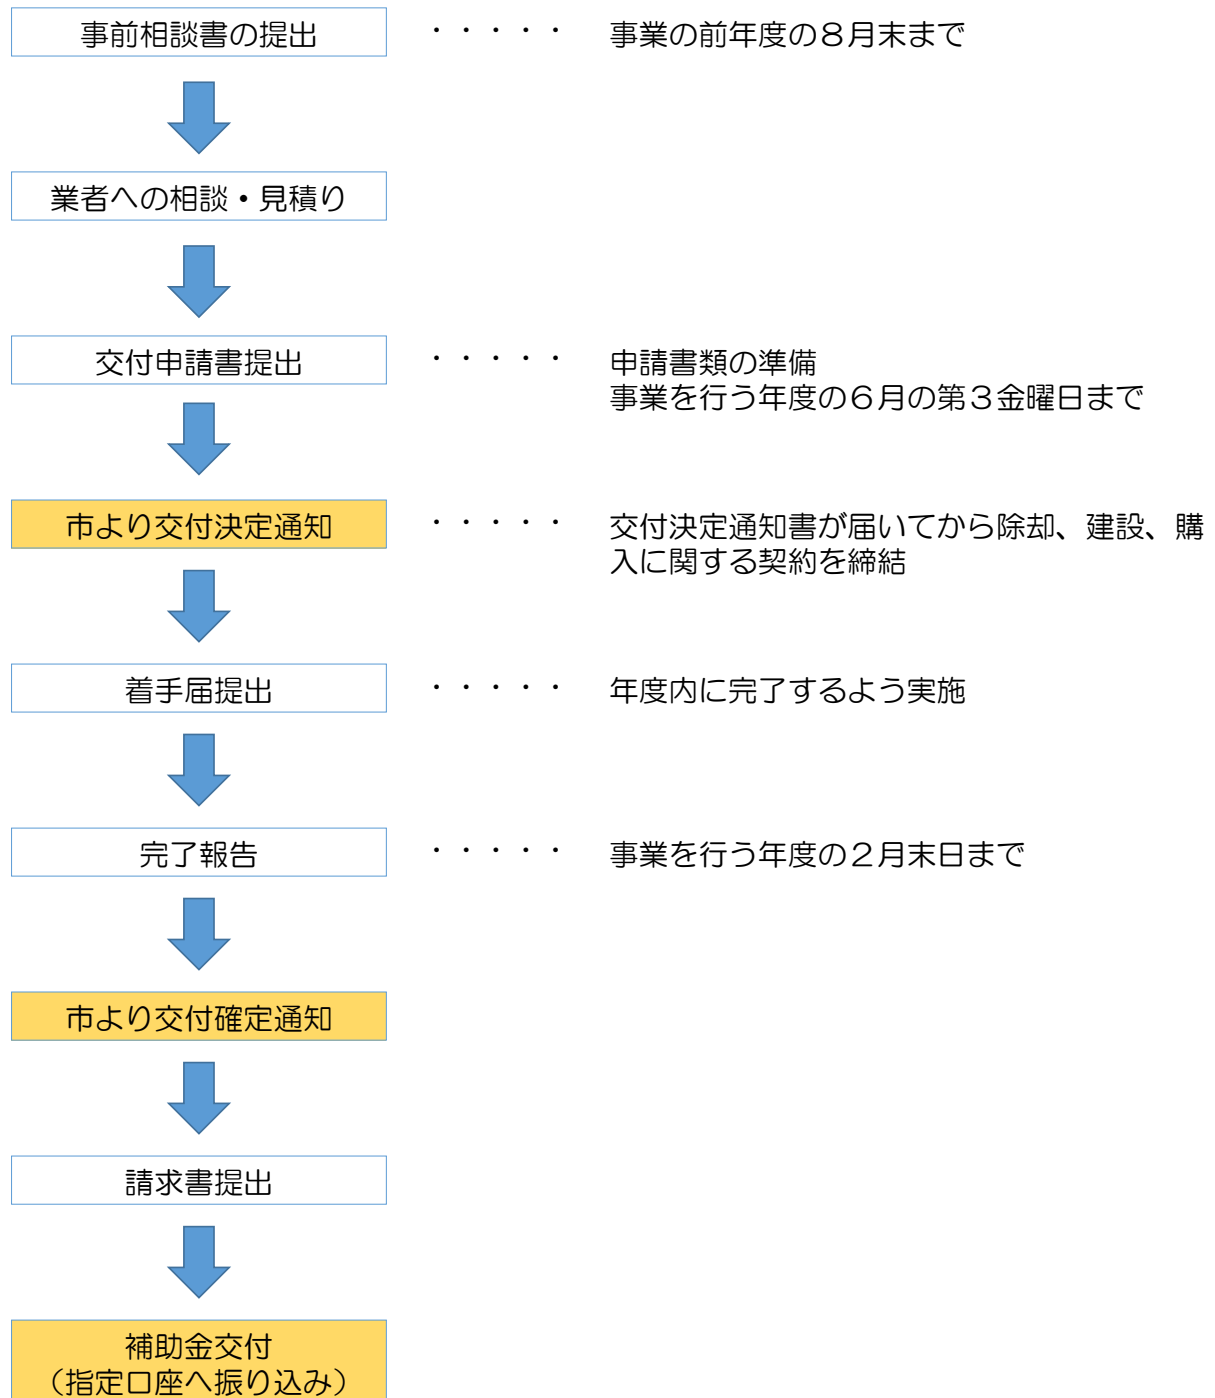 事前相談書の提出 ・・・・・ 事業の前年度の８月末まで
業者への相談・見積り
交付申請書提出 ・・・・・ 申請書類の準備
事業を行う年度の６月の第３金曜日まで
市より交付決定通知 ・・・・・ 交付決定通知書が届いてから除却、建設、購
入に関する契約を締結
着手届提出 ・・・・・ 年度内に完了するよう実施
完了報告 ・・・・・ 事業を行う年度の２月末日まで
市より交付確定通知
請求書提出
補助金交付
（指定口座へ振り込み）